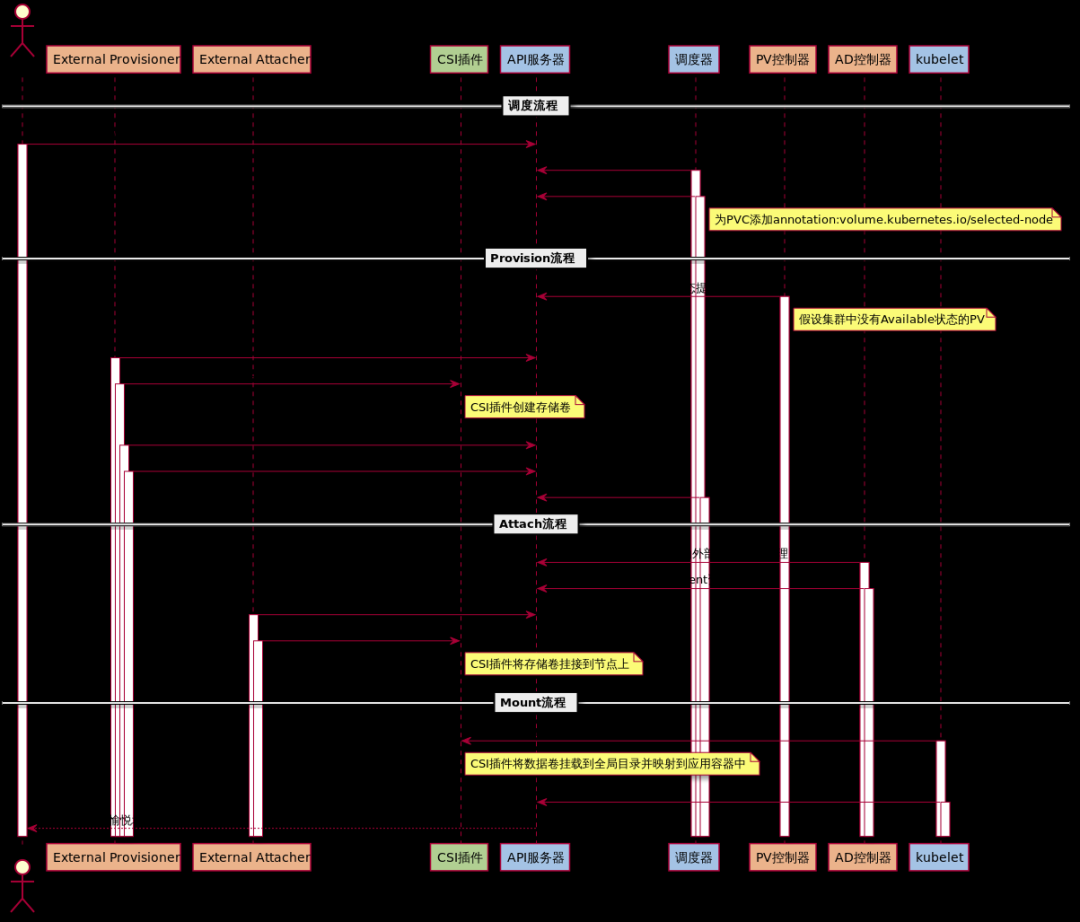 External Provisioner
External Attacher
CSI插件
API服务器
调度器
PV控制器
AD控制器
kubelet
调度流程
为PVC添加annotation:volume.kubernetes.io/selected-node
Provision流程
假设集群中没有Available状态的PV
CSI插件创建存储卷
Attach流程
外部
理
CSI插件将存储卷挂接到节点上
Mount流程
CSI插件将数据卷挂载到全局目录并映射到应用容器中
愉悦
External Provisioner
External Attacher
CSI插件
API服务器
调度器
PV控制器
AD控制器
kubelet